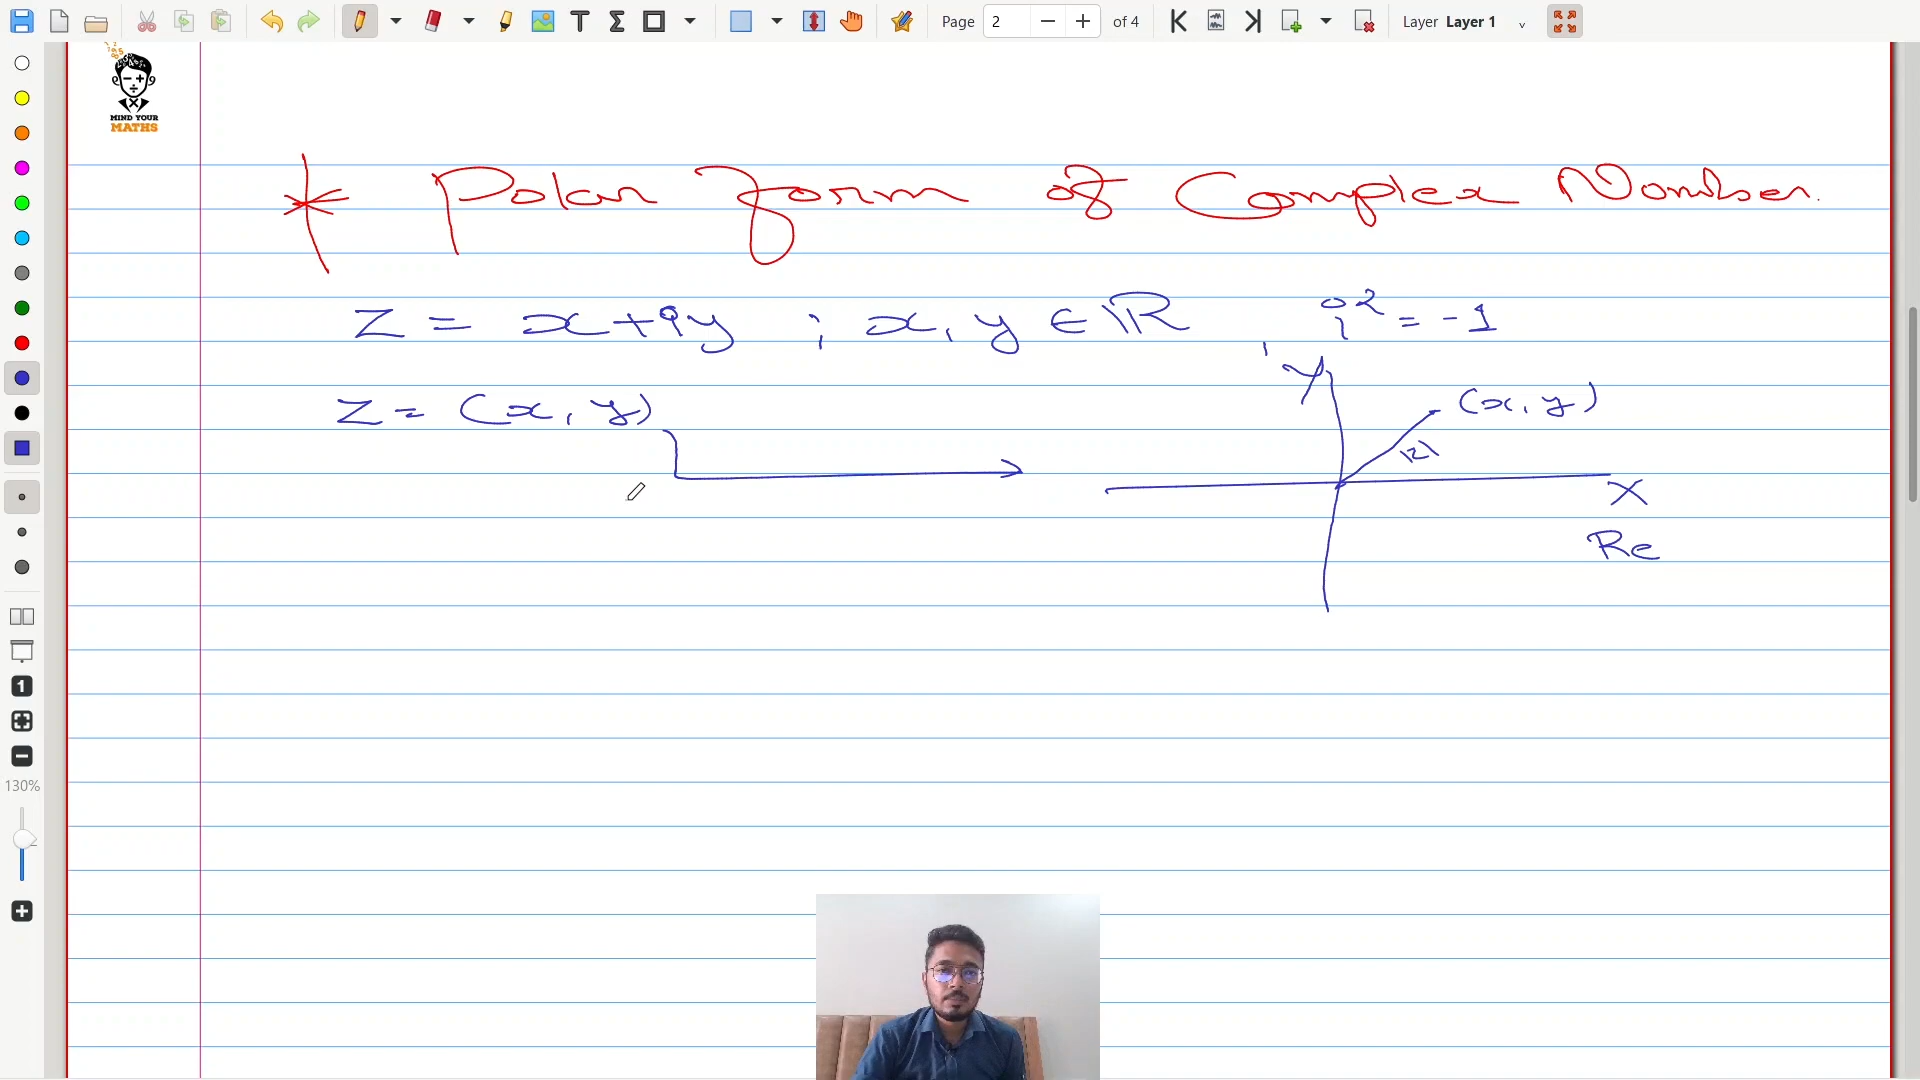 Page 2 of 4 Layer Layer 1
MIND YOUR
MATHS
* Polar form of Complex Number.
Z = x+iy ; x, y ∈ ℝ, i² = -1
Z = (x, y)
Y
(x, y)
|z|
X
Re
1
130%